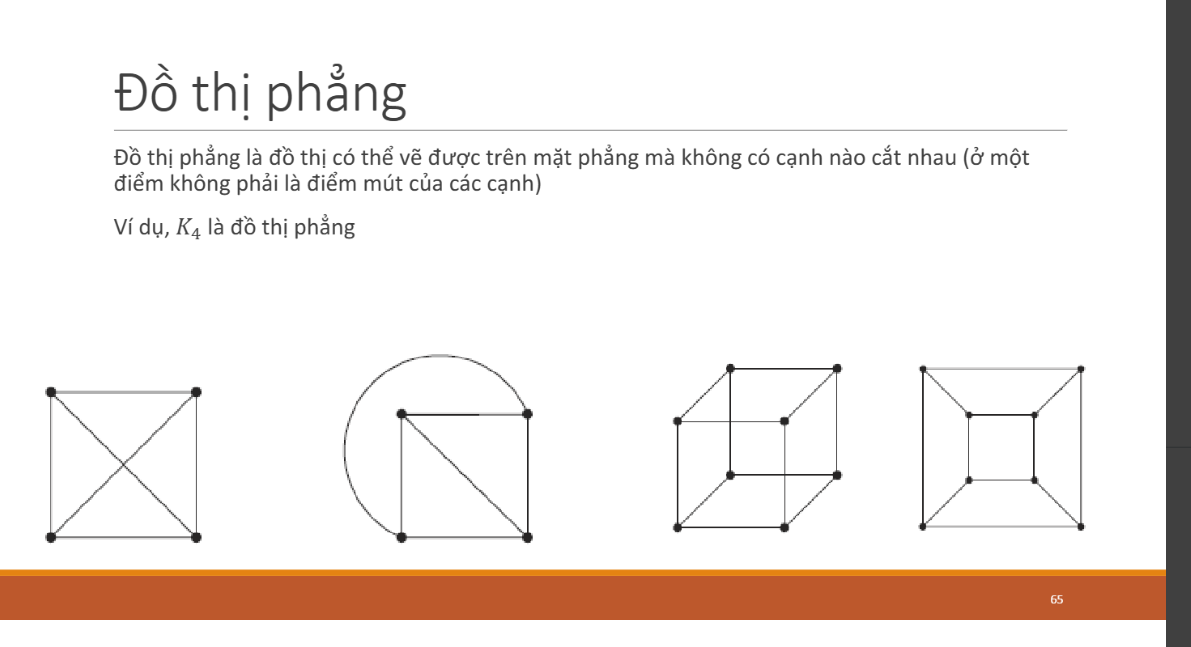 Đồ thị phẳng
Đồ thị phẳng là đồ thị có thể vẽ được trên mặt phẳng mà không có cạnh nào cắt nhau (ở một
điểm không phải là điểm mút của các cạnh)
Ví dụ, K₄ là đồ thị phẳng
65